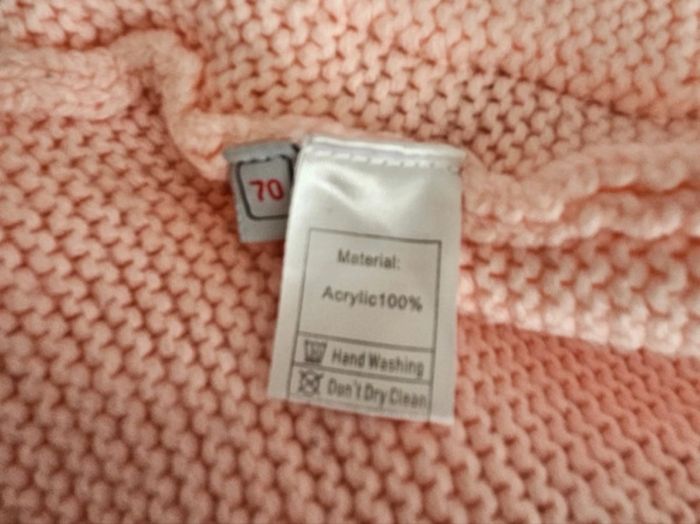 70
Material:
Acrylic100%
Hand Washing
Don't Dry Clean